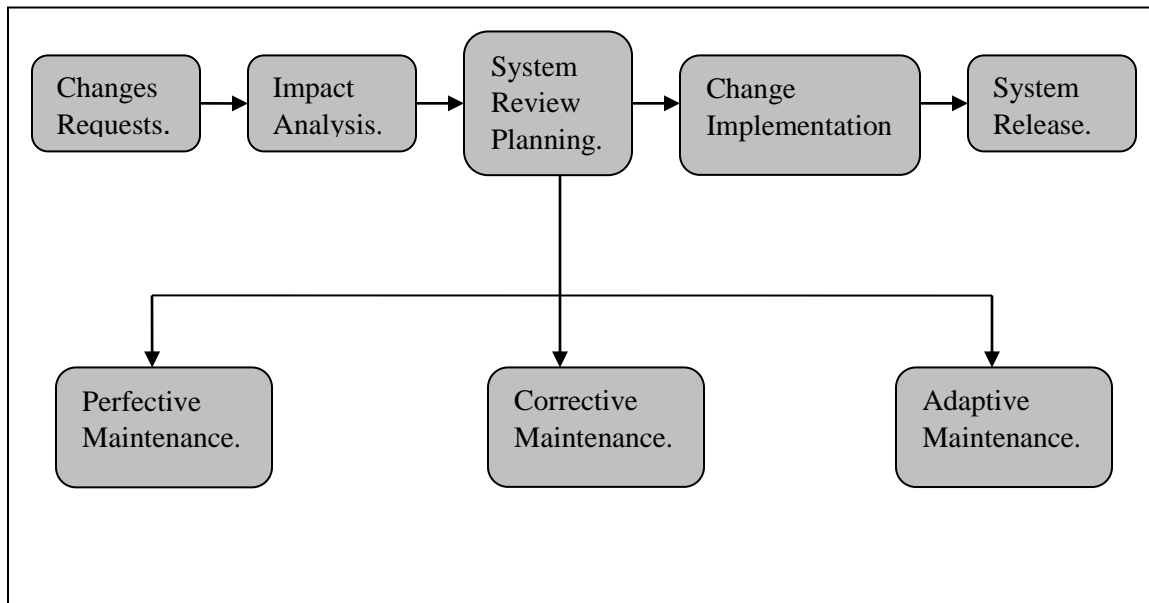 Changes
Requests.
Impact
Analysis.
System
Review
Planning.
Change
Implementation
System
Release.
Perfective
Maintenance.
Corrective
Maintenance.
Adaptive
Maintenance.